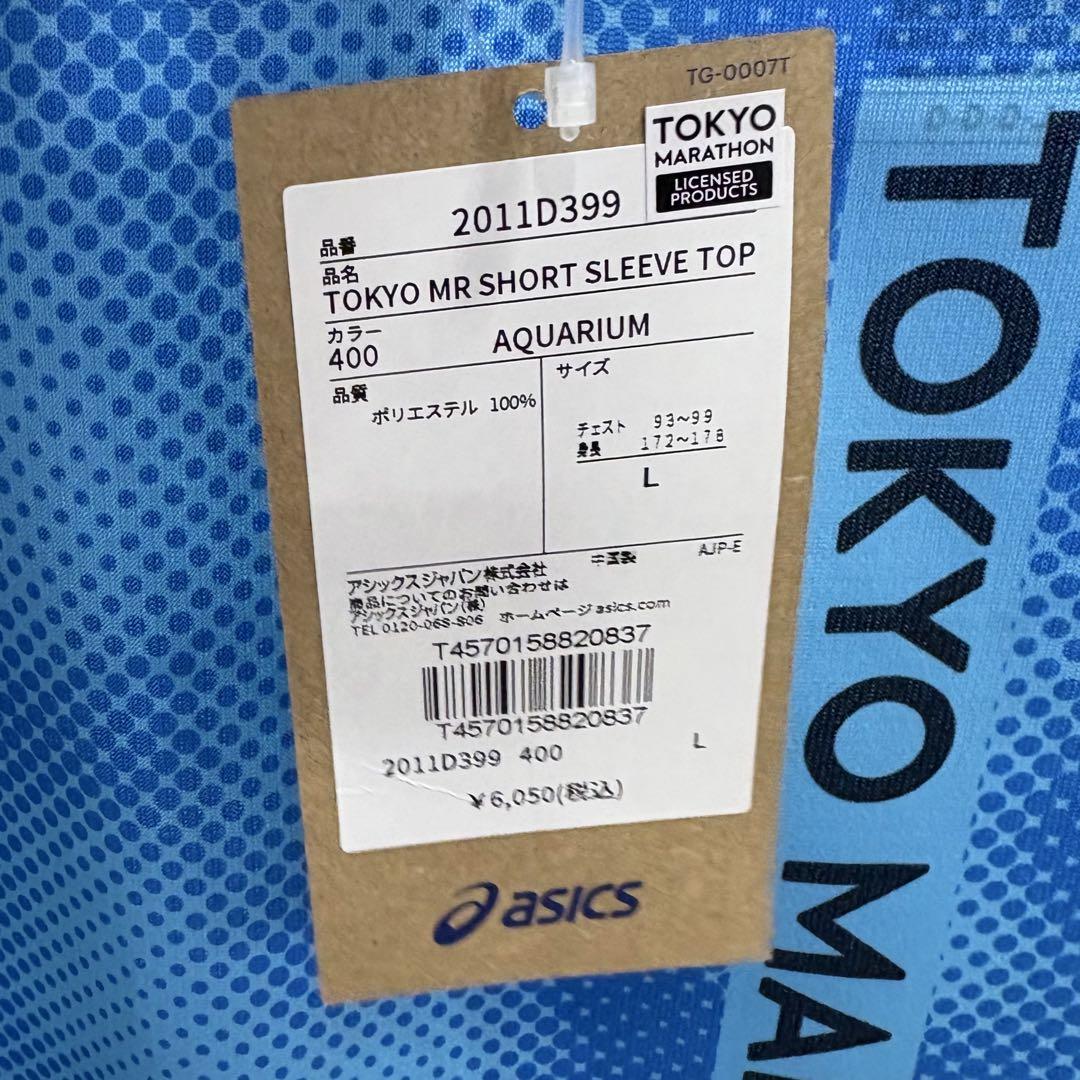 TG-0007T
TOKYO
MARATHON
LICENSED
PRODUCTS
品番 2011D399
品名
TOKYO MR SHORT SLEEVE TOP
カラー
400 AQUARIUM
品質
ポリエステル 100%
サイズ
チェスト 93~99
身長 172~178
L
アシックスジャパン株式会社 中国製 AJP-E
商品についてのお問い合わせは
アシックスジャパン(株)
TEL 0120-068-806 ホームページ asics.com
T4570158820837
T4570158820837
2011D399 400 L
¥6,050(税込)
asics
TOKYO MA